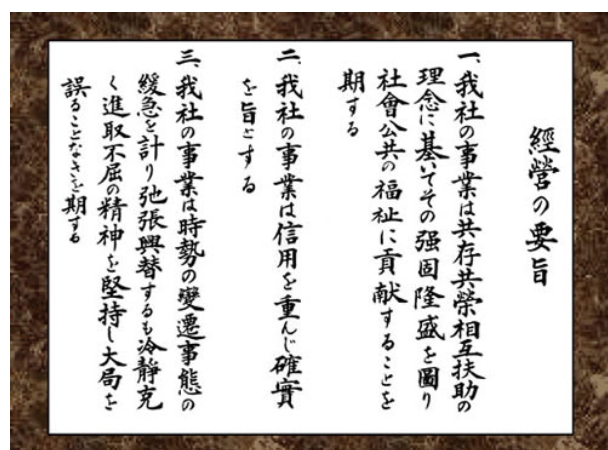 經營の要旨
一、我社の事業は共存共榮相互扶助の
理念に基いてその强固隆盛を圖り
社會公共の福祉に貢献することを
期する
二、我社の事業は信用を重んじ確實
を旨とする
三、我社の事業は時勢の變遷事態の
緩急を計り弛張興替するも冷靜克
く進取不屈の精神を堅持し大局を
誤ることなきを期する